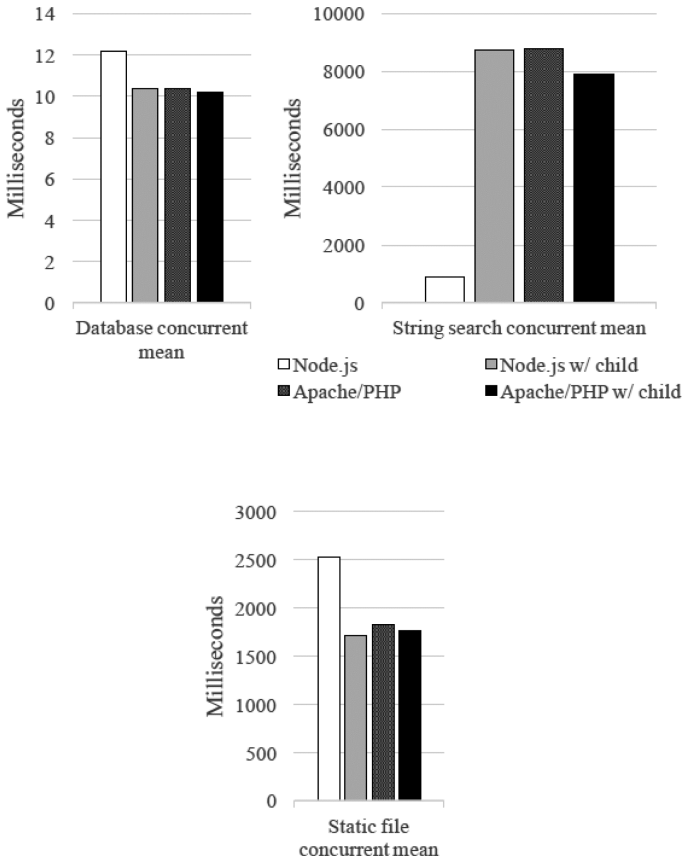 14
12
10
8
6
4
2
0
Milliseconds
Database concurrent
mean
10000
8000
6000
4000
2000
0
Milliseconds
String search concurrent mean
Node.js
Node.js w/ child
Apache/PHP
Apache/PHP w/ child
3000
2500
2000
1500
1000
500
0
Milliseconds
Static file
concurrent mean